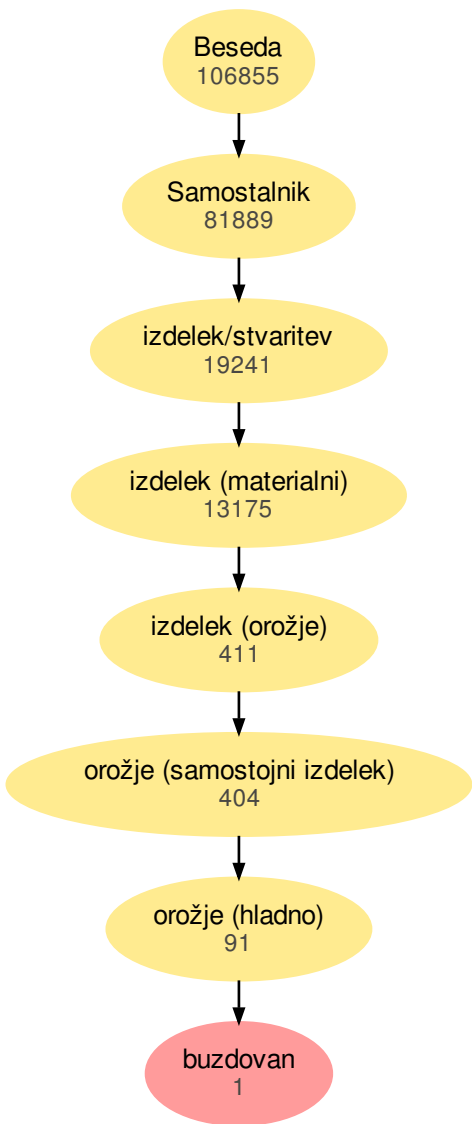 Beseda
106855
Samostalnik
81889
izdelek/stvaritev
19241
izdelek (materialni)
13175
izdelek (orožje)
411
orožje (samostojni izdelek)
404
orožje (hladno)
91
buzdovan
1